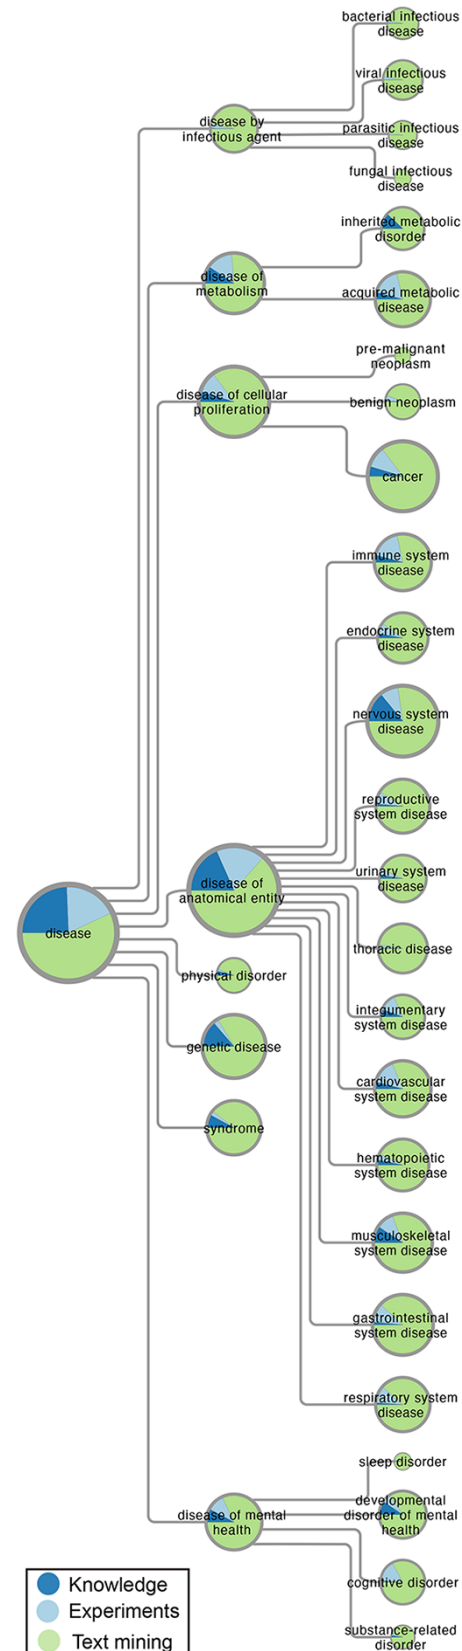 bacterial infectious
disease
viral infectious
disease
disease by
infectious agent
parasitic infectious
disease
fungal infectious
disease
inherited metabolic
disorder
disease of
metabolism
acquired metabolic
disease
pre-malignant
neoplasm
disease of cellular
proliferation
benign neoplasm
cancer
immune system
disease
endocrine system
disease
nervous system
disease
reproductive
system disease
urinary system
disease
disease of
anatomical entity
disease
thoracic disease
physical disorder
integumentary
system disease
genetic disease
cardiovascular
system disease
syndrome
hematopoietic
system disease
musculoskeletal
system disease
gastrointestinal
system disease
respiratory system
disease
sleep disorder
developmental
disorder of mental
health
disease of mental
health
cognitive disorder
substance-related
disorder
Knowledge
Experiments
Text mining